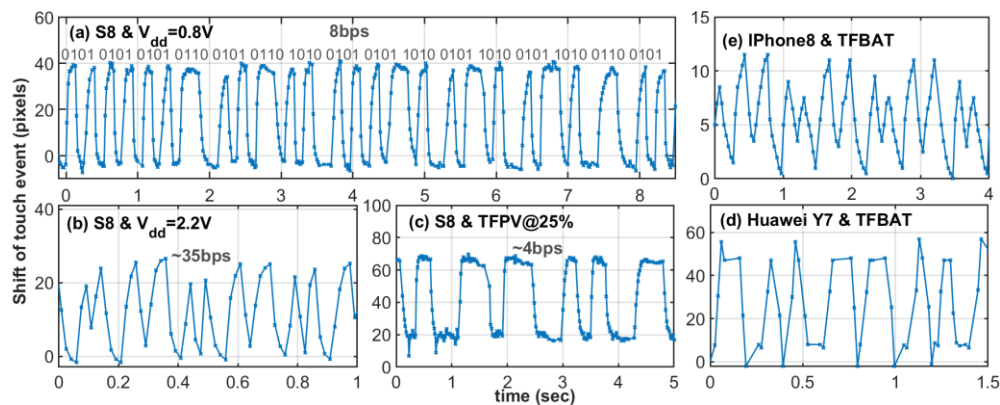 (a) S8 & Vdd=0.8V 8bps
0101 0101 0101 0110 0101 0110 1010 0101 0101 0101 1010 0101 1010 0110 0101
60
40
20
0
0 1 2 3 4 5 6 7 8
(e) IPhone8 & TFBAT
15
10
5
0
0 1 2 3 4
Shift of touch event (pixels)
(b) S8 & Vdd=2.2V
~35bps
40
20
0
0 0.2 0.4 0.6 0.8 1
(c) S8 & TFPV@25%
~4bps
100
80
60
40
20
0
0 1 2 3 4 5
(d) Huawei Y7 & TFBAT
60
40
20
0
0 0.5 1 1.5
time (sec)